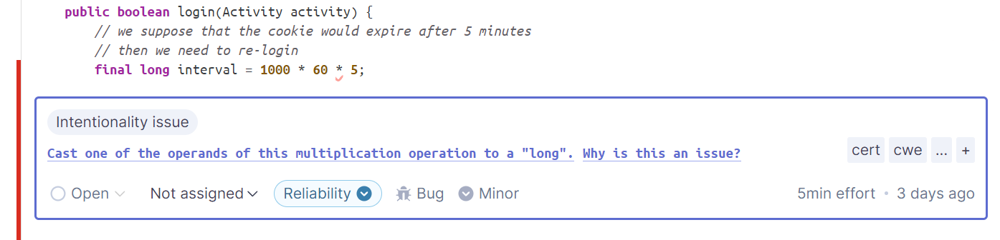 public boolean login(Activity activity) {
// we suppose that the cookie would expire after 5 minutes
// then we need to re-login
final long interval = 1000 * 60 * 5;
Intentionality issue
Cast one of the operands of this multiplication operation to a "long". Why is this an issue?
cert cwe ... +
Open Not assigned Reliability Bug Minor 5min effort • 3 days ago